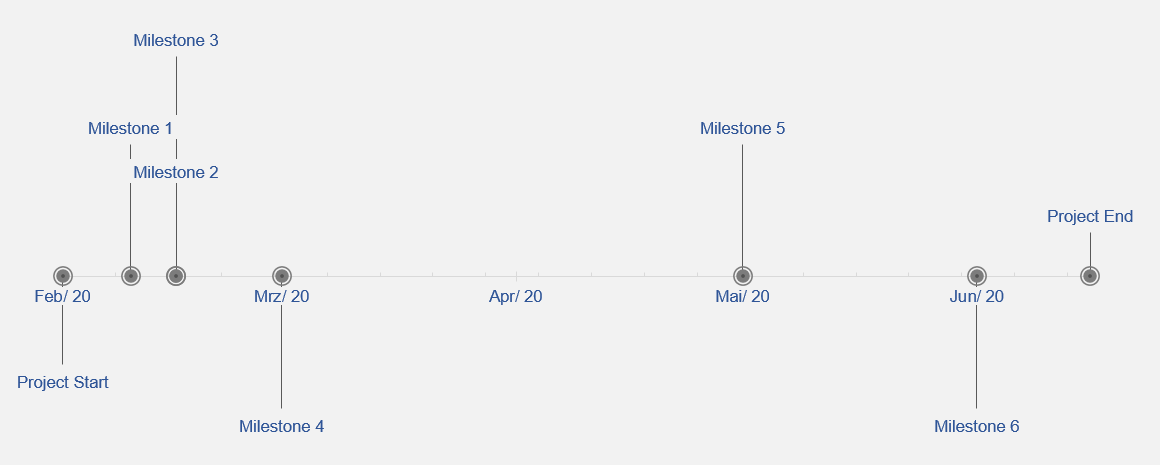 Milestone 3
Milestone 1
Milestone 5
Milestone 2
Project End
Feb/ 20
Mrz/ 20
Apr/ 20
Mai/ 20
Jun/ 20
Project Start
Milestone 4
Milestone 6